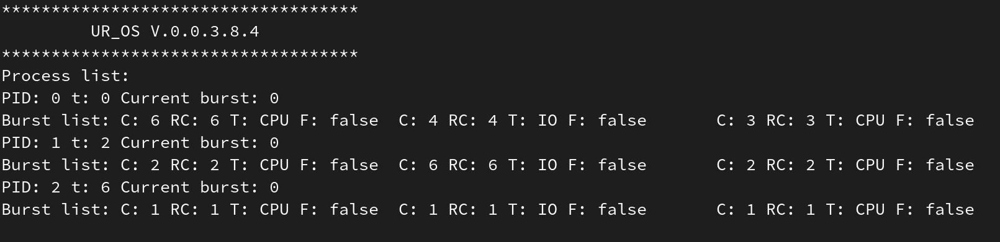 ************************************
UR_OS V.0.0.3.8.4
************************************
Process list:
PID: 0 t: 0 Current burst: 0
Burst list: C: 6 RC: 6 T: CPU F: false C: 4 RC: 4 T: IO F: false C: 3 RC: 3 T: CPU F: false
PID: 1 t: 2 Current burst: 0
Burst list: C: 2 RC: 2 T: CPU F: false C: 6 RC: 6 T: IO F: false C: 2 RC: 2 T: CPU F: false
PID: 2 t: 6 Current burst: 0
Burst list: C: 1 RC: 1 T: CPU F: false C: 1 RC: 1 T: IO F: false C: 1 RC: 1 T: CPU F: false